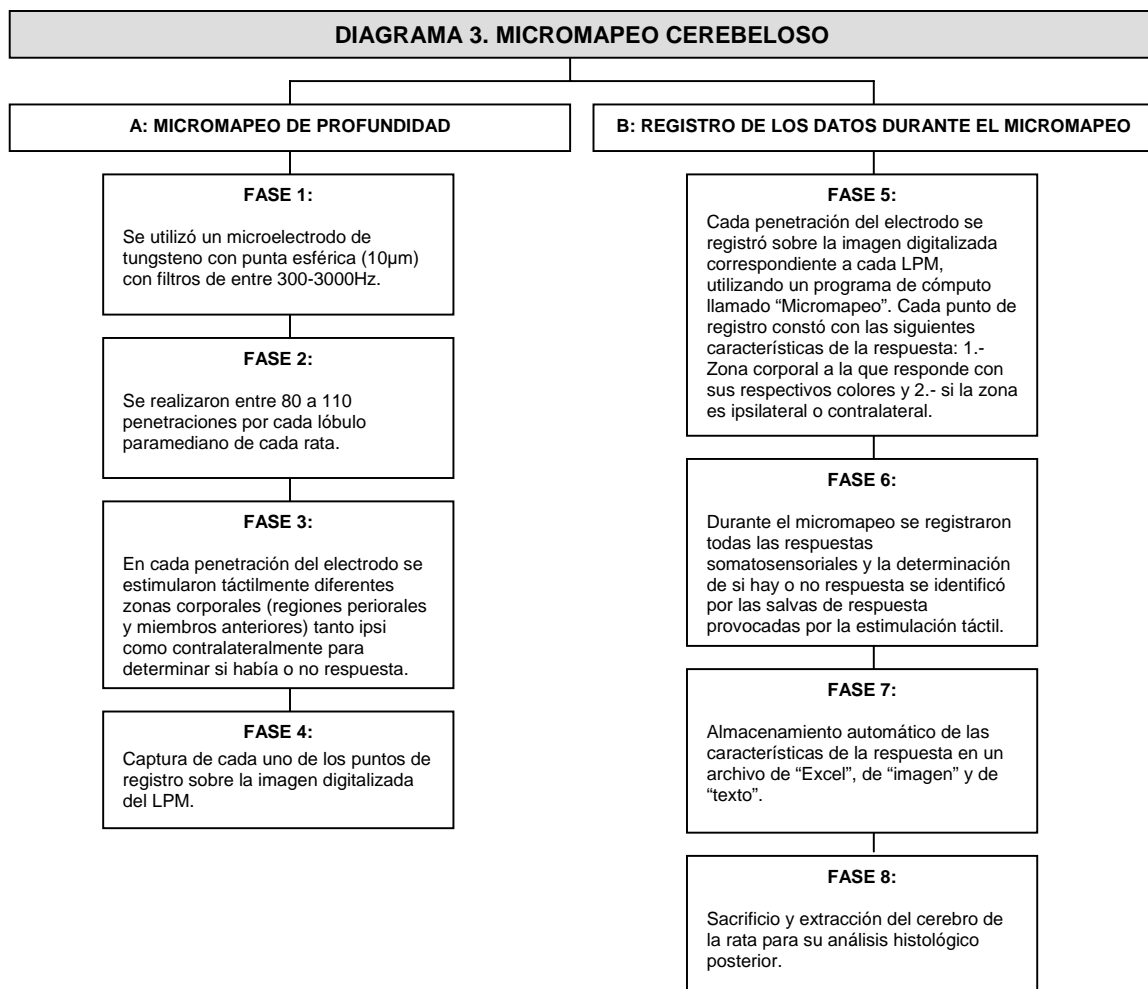 DIAGRAMA 3. MICROMAPEO CEREBELOSO
A: MICROMAPEO DE PROFUNDIDAD
FASE 1:
Se utilizó un microelectrodo de
tungsteno con punta esférica (10µm)
con filtros de entre 300-3000Hz.
FASE 2:
Se realizaron entre 80 a 110
penetraciones por cada lóbulo
paramediano de cada rata.
FASE 3:
En cada penetración del electrodo se
estimularon táctilmente diferentes
zonas corporales (regiones periorales
y miembros anteriores) tanto ipsi
como contralateralmente para
determinar si había o no respuesta.
FASE 4:
Captura de cada uno de los puntos de
registro sobre la imagen digitalizada
del LPM.
B: REGISTRO DE LOS DATOS DURANTE EL MICROMAPEO
FASE 5:
Cada penetración del electrodo se
registró sobre la imagen digitalizada
correspondiente a cada LPM,
utilizando un programa de cómputo
llamado “Micromapeo”. Cada punto de
registro constó con las siguientes
características de la respuesta: 1.-
Zona corporal a la que responde con
sus respectivos colores y 2.- si la zona
es ipsilateral o contralateral.
FASE 6:
Durante el micromapeo se registraron
todas las respuestas
somatosensoriales y la determinación
de si hay o no respuesta se identificó
por las salvas de respuesta
provocadas por la estimulación táctil.
FASE 7:
Almacenamiento automático de las
características de la respuesta en un
archivo de “Excel”, de “imagen” y de
“texto”.
FASE 8:
Sacrificio y extracción del cerebro de
la rata para su análisis histológico
posterior.